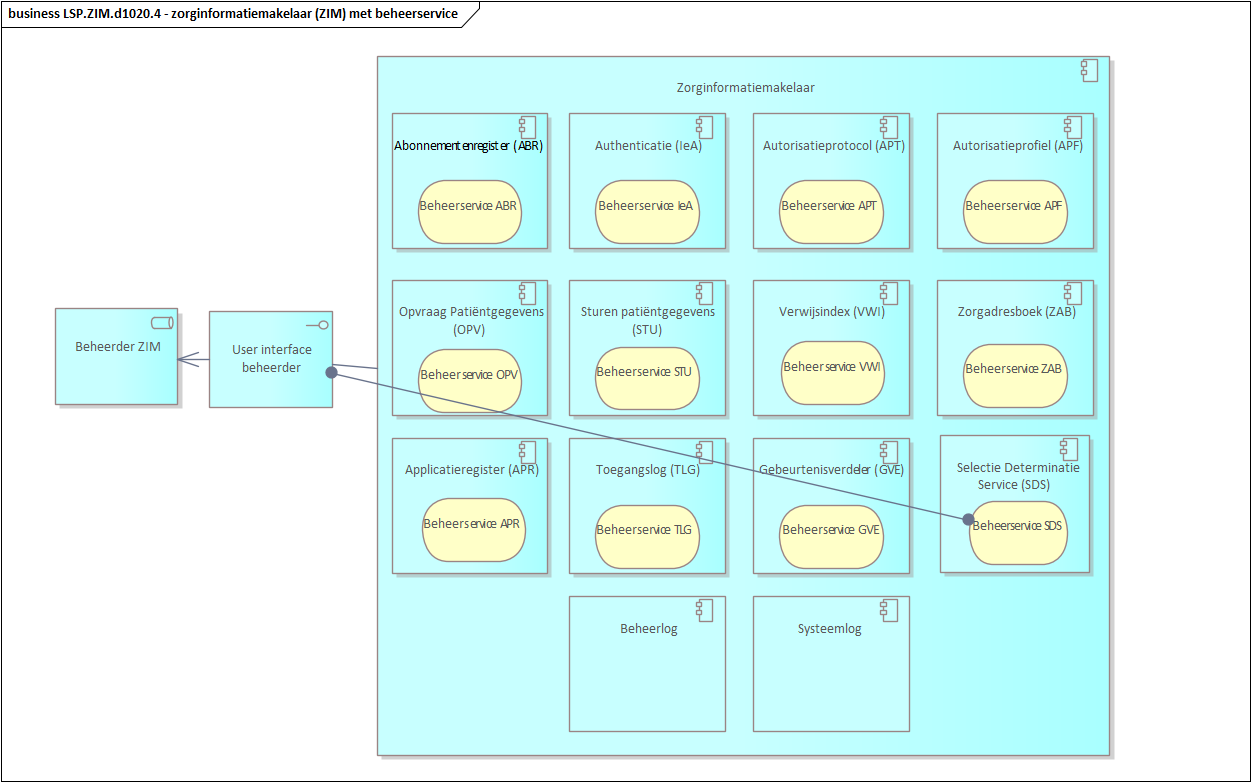 business LSP.ZIM.d1020.4 - zorginformatiemakelaar (ZIM) met beheerservice
Zorginformatiemakelaar
Abonnementenregister (ABR)
Beheerservice ABR
Authenticatie (IeA)
Beheerservice IeA
Autorisatieprotocol (APT)
Beheerservice APT
Autorisatieprofiel (APF)
Beheerservice APF
Beheerder ZIM
User interface
beheerder
Opvraag Patiëntgegevens
(OPV)
Beheerservice OPV
Sturen patiëntgegevens
(STU)
Beheerservice STU
Verwijsindex (VWI)
Beheerservice VWI
Zorgadresboek (ZAB)
Beheerservice ZAB
Applicatieregister (APR)
Beheerservice APR
Toegangslog (TLG)
Beheerservice TLG
Gebeurtenisverdeler (GVE)
Beheerservice GVE
Selectie Determinatie
Service (SDS)
Beheerservice SDS
Beheerlog
Systeemlog